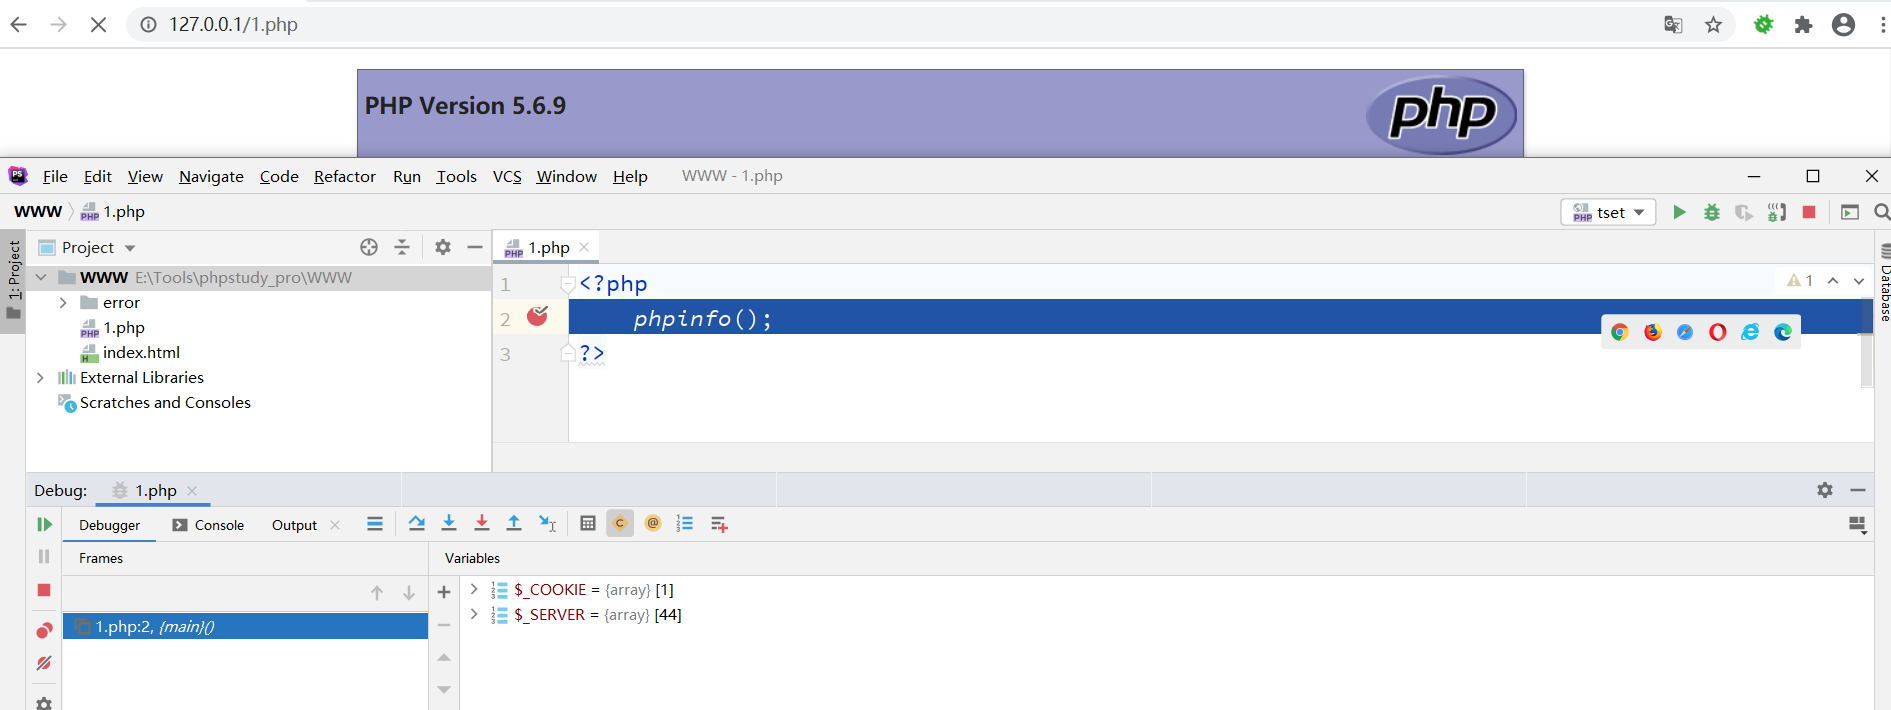 127.0.0.1/1.php
PHP Version 5.6.9
php
PS File Edit View Navigate Code Refactor Run Tools VCS Window Help WWW - 1.php
WWW 1.php tset
1: Project
Project 1.php
WWW E:\Tools\phpstudy_pro\WWW
error
1.php
index.html
External Libraries
Scratches and Consoles
1 <?php
2 phpinfo();
3 ?>
1
Database
Debug: 1.php
Debugger Console Output
Frames Variables
1.php:2, {main}()
$_COOKIE = {array} [1]
$_SERVER = {array} [44]